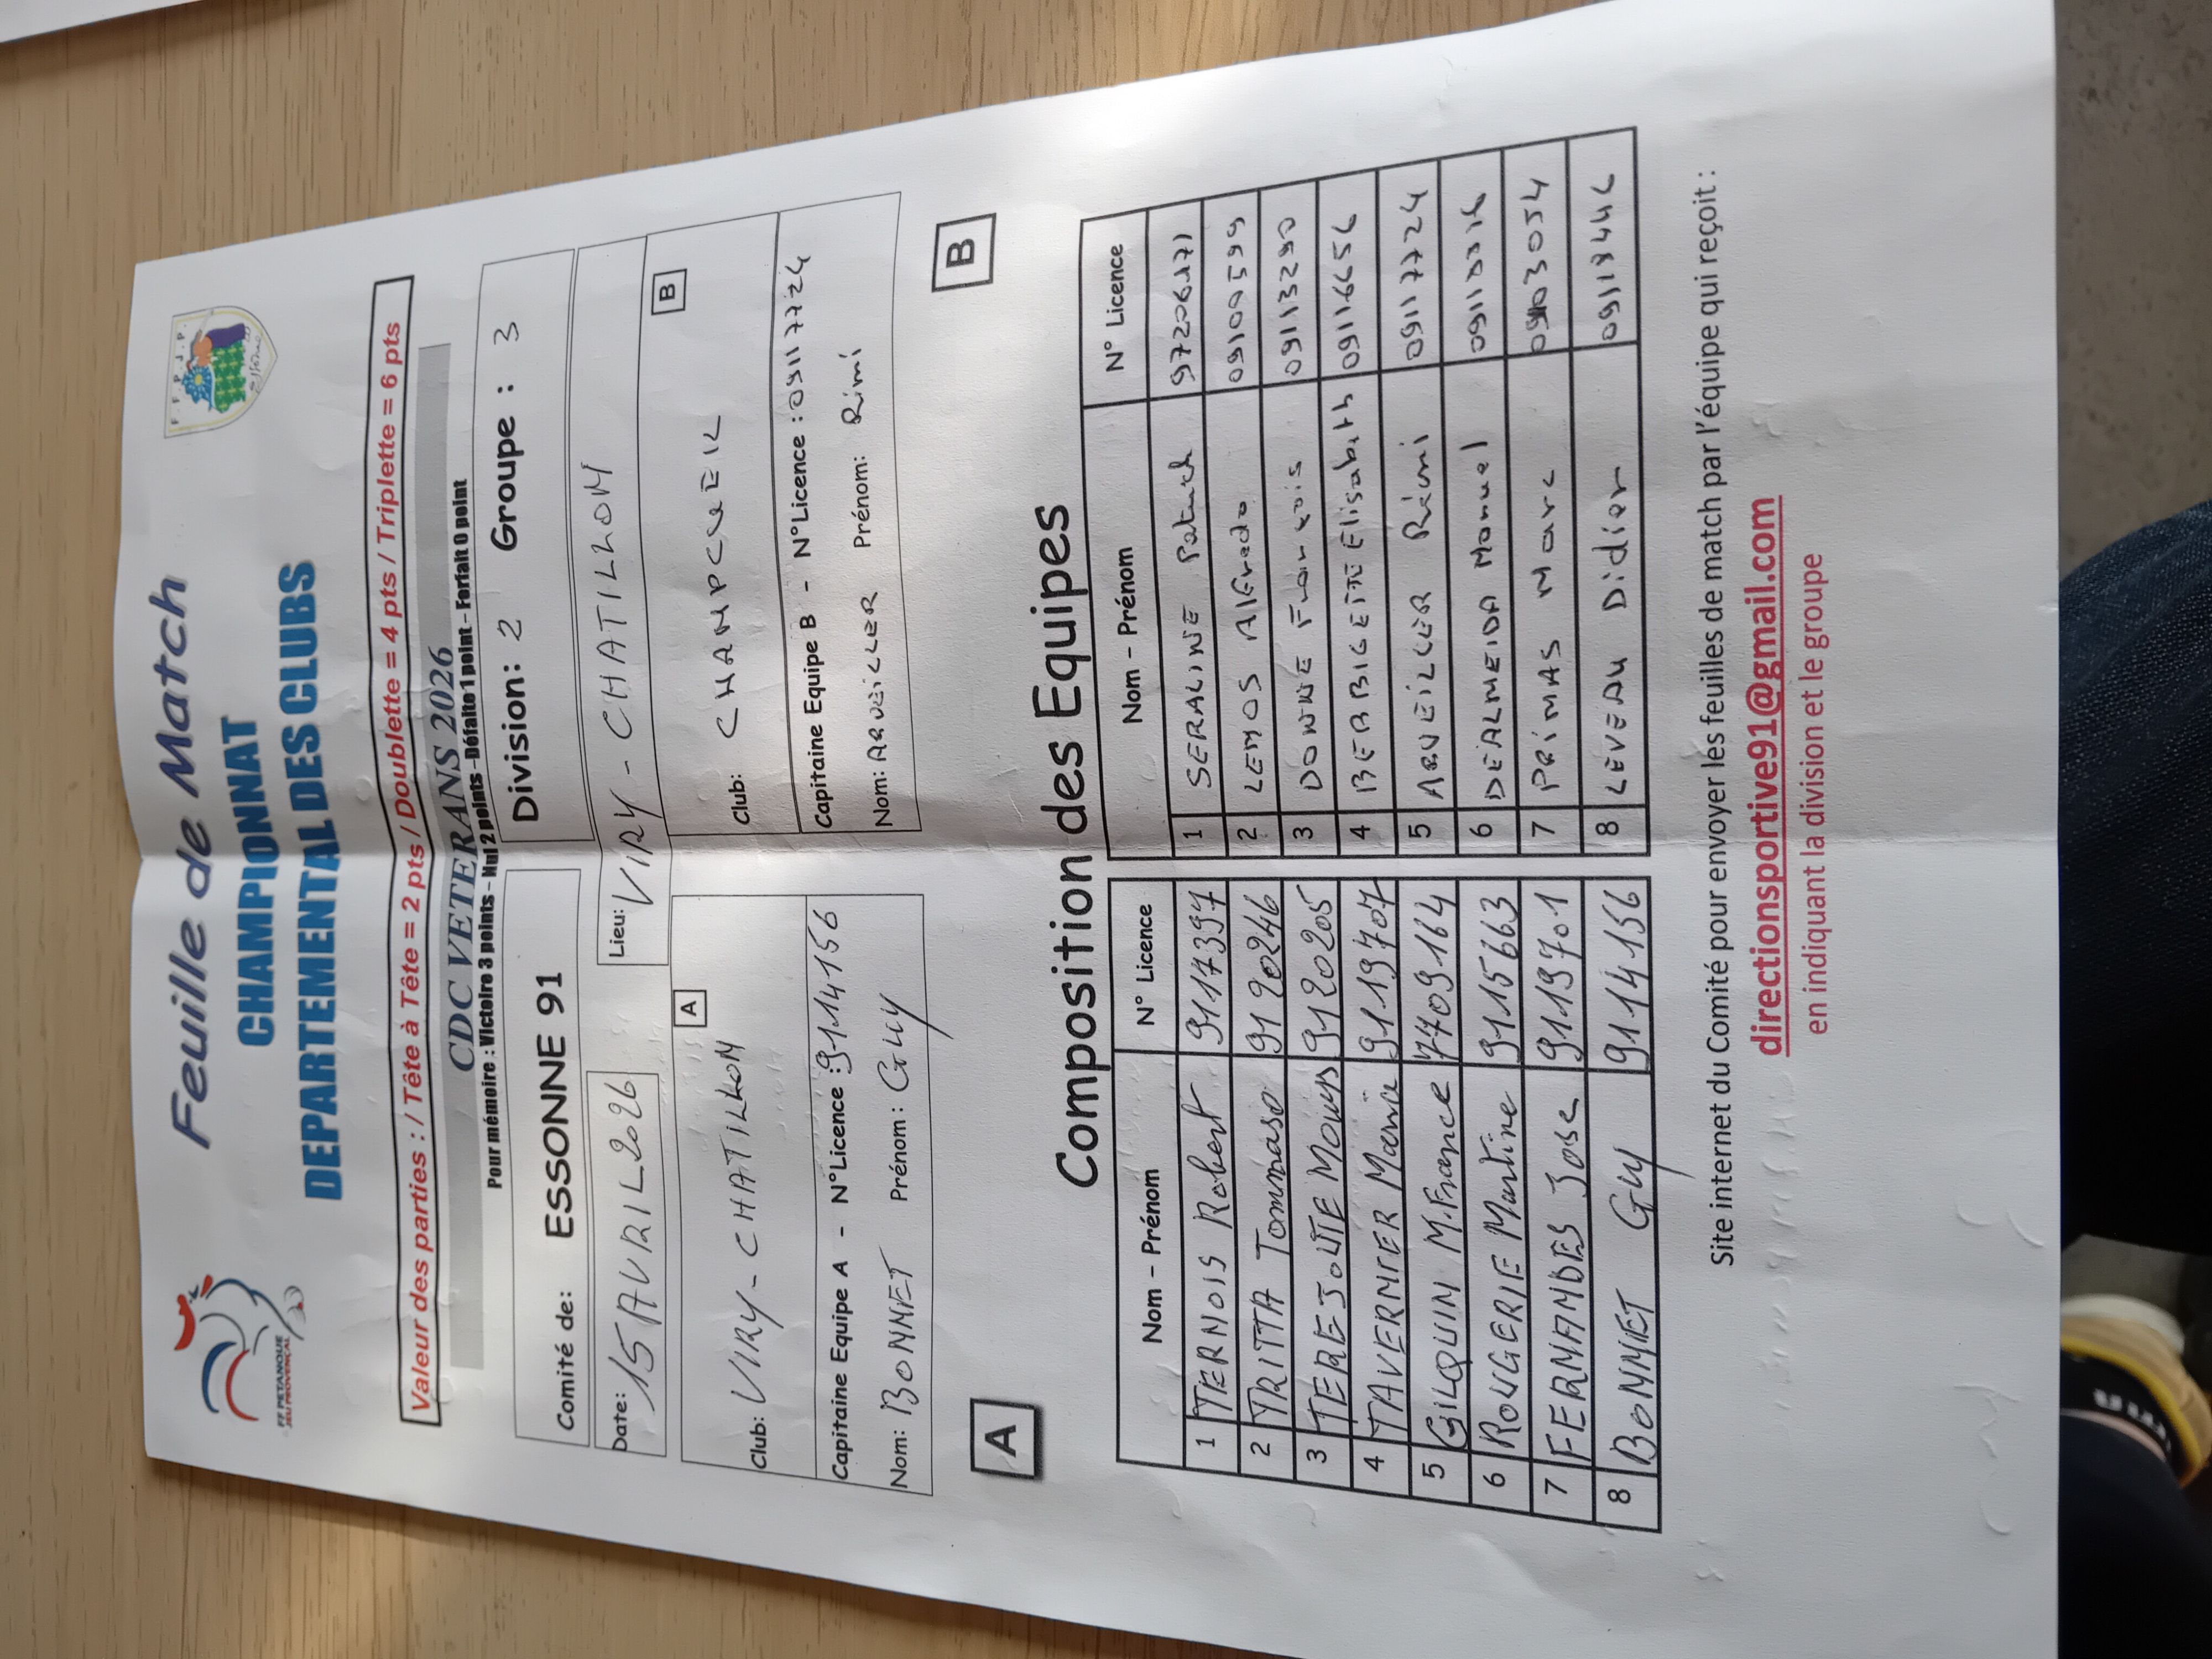 Feuille de Match
CHAMPIONNAT
DEPARTEMENTAL DES CLUBS
FF PETANQUE
JEU PROVENÇAL
F.F.P.J.P.
Essonne
Valeur des parties : / Tête à Tête = 2 pts / Doublette = 4 pts / Triplette = 6 pts
CDC VETERANS 2026
Pour mémoire : Victoire 3 points – Nul 2 points – Défaite 1 point – Forfait 0 point
Comité de: ESSONNE 91
Division: 2 Groupe : 3
Date: 15 AVRIL 2026
Lieu: VIRY - CHATILLON
A
Club: VIRY - CHATILLON
Capitaine Equipe A - N°Licence : 9114156
Nom: BONNET Prénom : Guy
B
Club: CHAMPCUEIL
Capitaine Equipe B - N°Licence : 09117724
Nom: ARVEILLER Prénom: Rémi
Composition des Equipes
A
Nom – Prénom N° Licence
1 TERNOIS Robert 9117397
2 TRITTA Tommaso 9120246
3 9120205
4 TAVERNIER 9119707
5 GILQUIN M. France 7709164
6 ROUGERIE Martine 9115663
7 FERNANDES Jose 9119701
8 BONNET Guy 9114156
B
Nom – Prénom N° Licence
1 SERALINE Patrick
2 LEMOS Alfredo 09100599
3 DONNE François 09113290
4 BERBIGETTE Elisabeth 0911665L
5 ARVEILLER Rémi 09117724
6 DEALMEIDA Manuel
7 PRIMAS Marc 09103054
8 LEVEAU Didier
Site internet du Comité pour envoyer les feuilles de match par l'équipe qui reçoit :
directionsportive91@gmail.com
en indiquant la division et le groupe